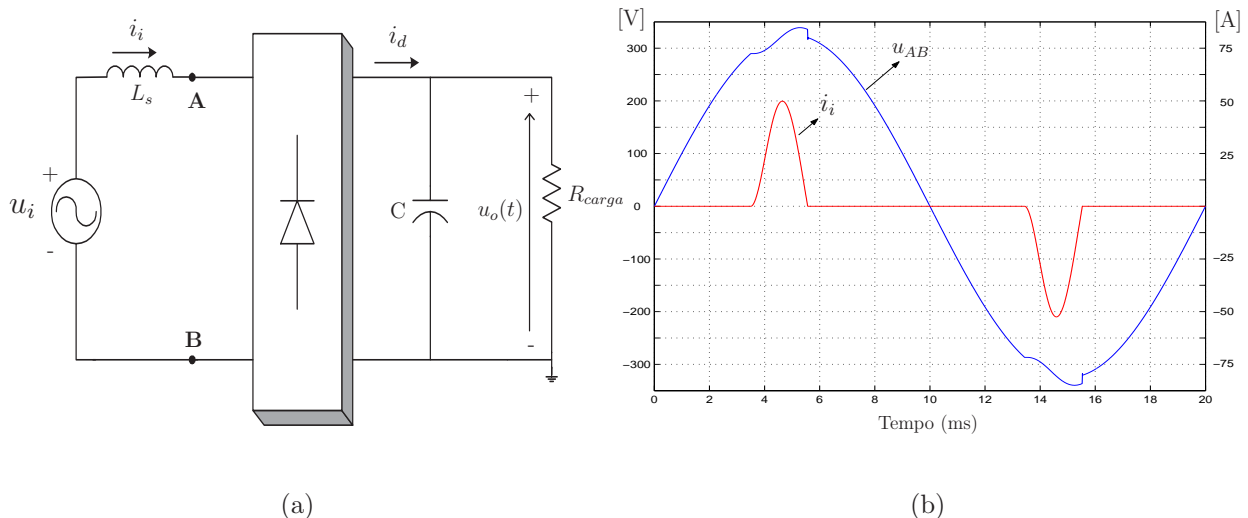 i_i
L_s
A
+
u_i
-
B
i_d
C
+
u_o(t)
-
R_carga
(a)
[V]
[A]
300
200
100
0
−100
−200
−300
75
50
25
0
−25
−50
−75
u_AB
i_i
0 2 4 6 8 10 12 14 16 18 20
Tempo (ms)
(b)